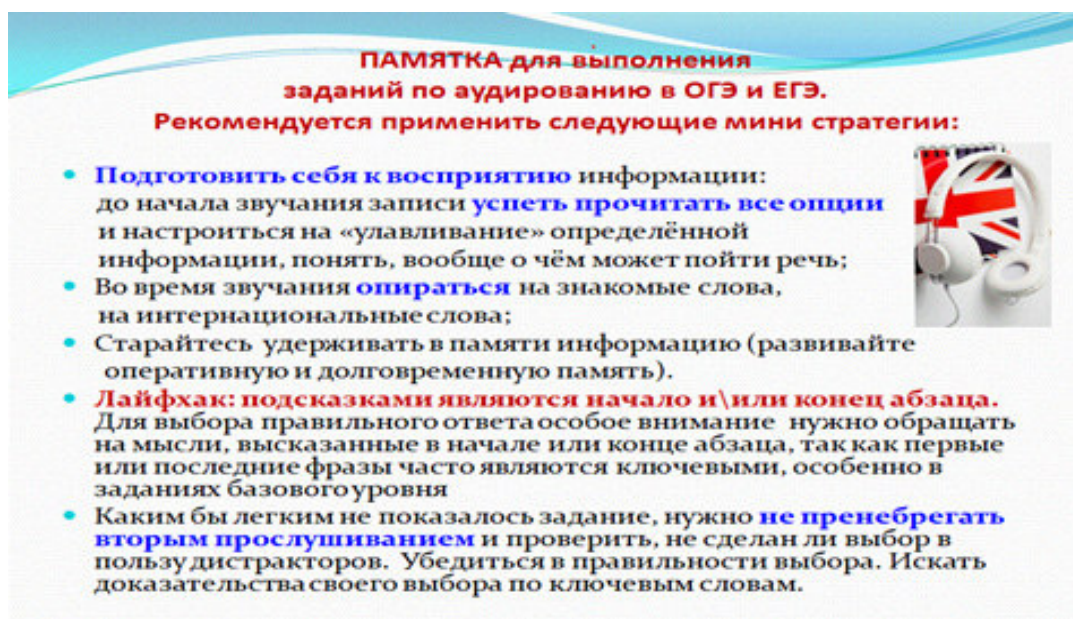 ПАМЯТКА для выполнения
заданий по аудированию в ОГЭ и ЕГЭ.
Рекомендуется применить следующие мини стратегии:
• Подготовить себя к восприятию информации:
до начала звучания записи успеть прочитать все опции
и настроиться на «улавливание» определённой
информации, понять, вообще о чём может пойти речь;
• Во время звучания опираться на знакомые слова,
на интернациональные слова;
• Старайтесь удерживать в памяти информацию (развивайте
оперативную и долговременную память).
• Лайфхак: подсказками являются начало и\или конец абзаца.
Для выбора правильного ответа особое внимание нужно обращать
на мысли, высказанные в начале или конце абзаца, так как первые
или последние фразы часто являются ключевыми, особенно в
заданиях базового уровня
• Каким бы легким не показалось задание, нужно не пренебрегать
вторым прослушиванием и проверить, не сделан ли выбор в
пользу дистракторов. Убедиться в правильности выбора. Искать
доказательства своего выбора по ключевым словам.